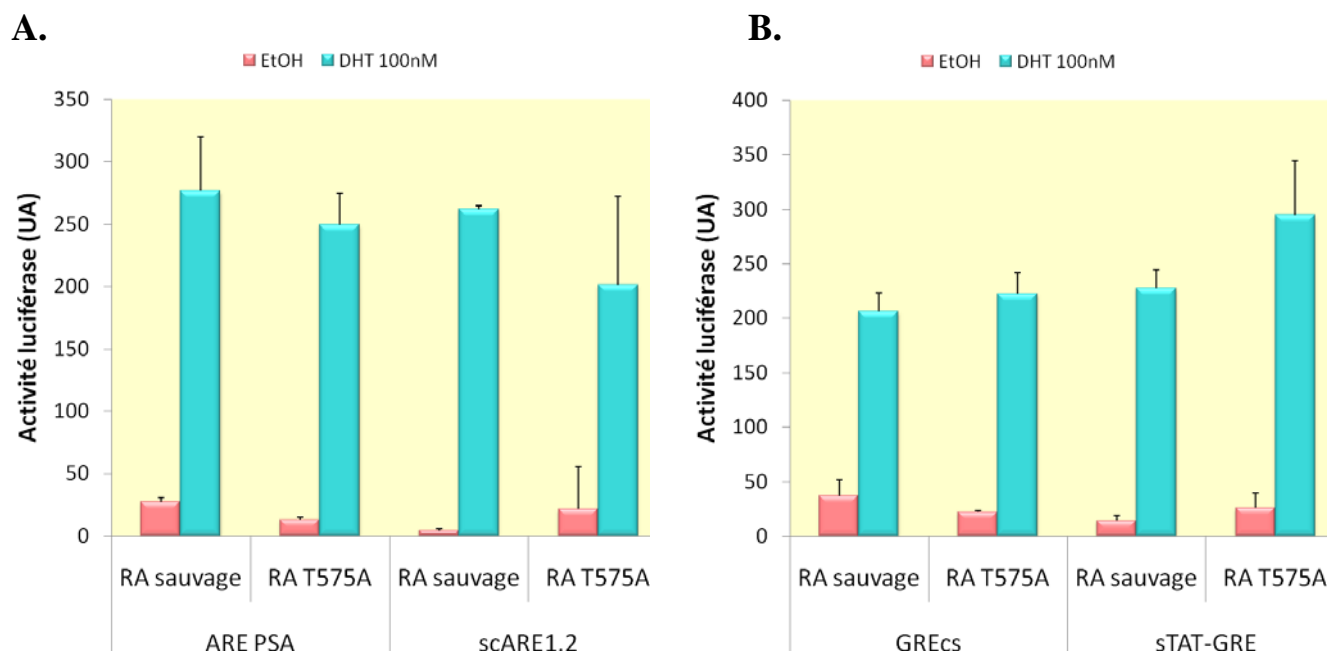 A.
EtOH DHT 100nM
350
300
250
200
150
100
50
0
Activité luciférase (UA)
RA sauvage RA T575A RA sauvage RA T575A
ARE PSA scARE1.2
B.
EtOH DHT 100nM
400
350
300
250
200
150
100
50
0
Activité luciférase (UA)
RA sauvage RA T575A RA sauvage RA T575A
GREcs sTAT-GRE